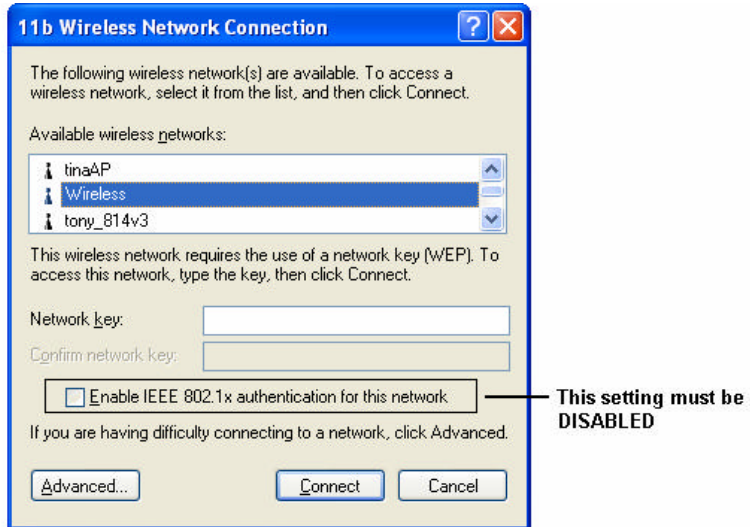 11b Wireless Network Connection
The following wireless network(s) are available. To access a
wireless network, select it from the list, and then click Connect.
Available wireless networks:
tinaAP
Wireless
tony_814v3
This wireless network requires the use of a network key (WEP). To
access this network, type the key, then click Connect.
Network key:
Confirm network key:
Enable IEEE 802.1x authentication for this network
This setting must be
DISABLED
If you are having difficulty connecting to a network, click Advanced.
Advanced... Connect Cancel